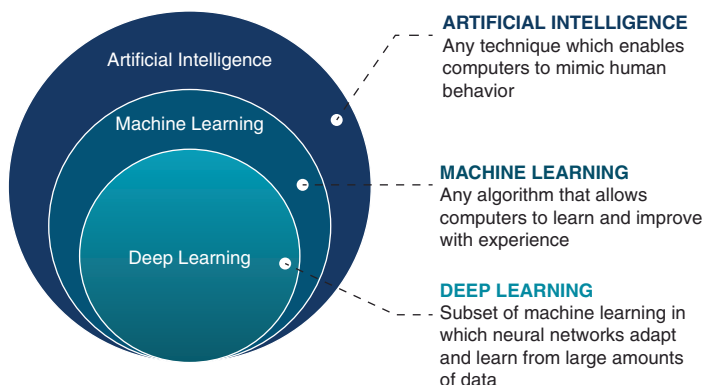 Artificial Intelligence
Machine Learning
Deep Learning
ARTIFICIAL INTELLIGENCE
Any technique which enables
computers to mimic human
behavior
MACHINE LEARNING
Any algorithm that allows
computers to learn and improve
with experience
DEEP LEARNING
Subset of machine learning in
which neural networks adapt
and learn from large amounts
of data